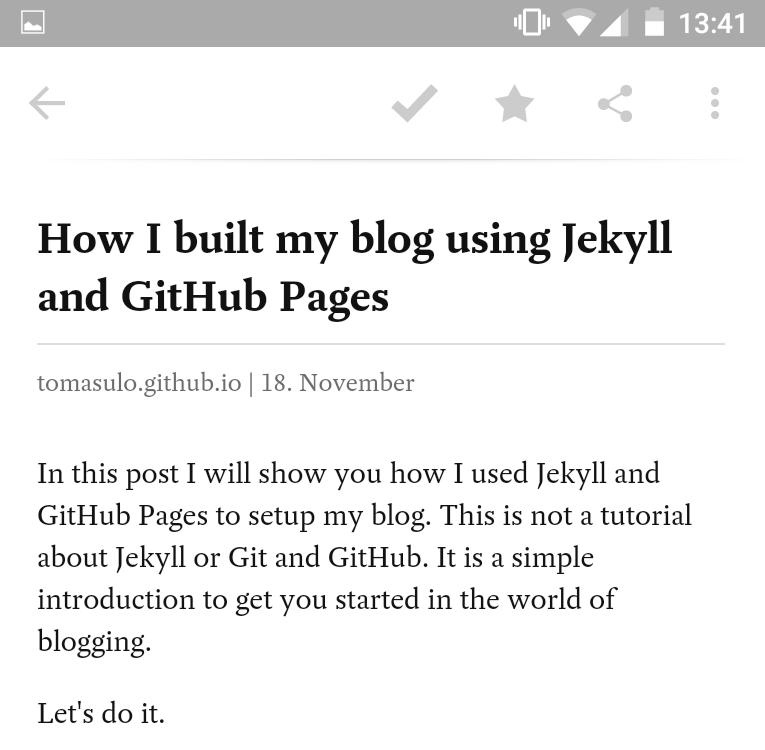 13:41
How I built my blog using Jekyll
and GitHub Pages
tomasulo.github.io | 18. November
In this post I will show you how I used Jekyll and
GitHub Pages to setup my blog. This is not a tutorial
about Jekyll or Git and GitHub. It is a simple
introduction to get you started in the world of
blogging.
Let's do it.